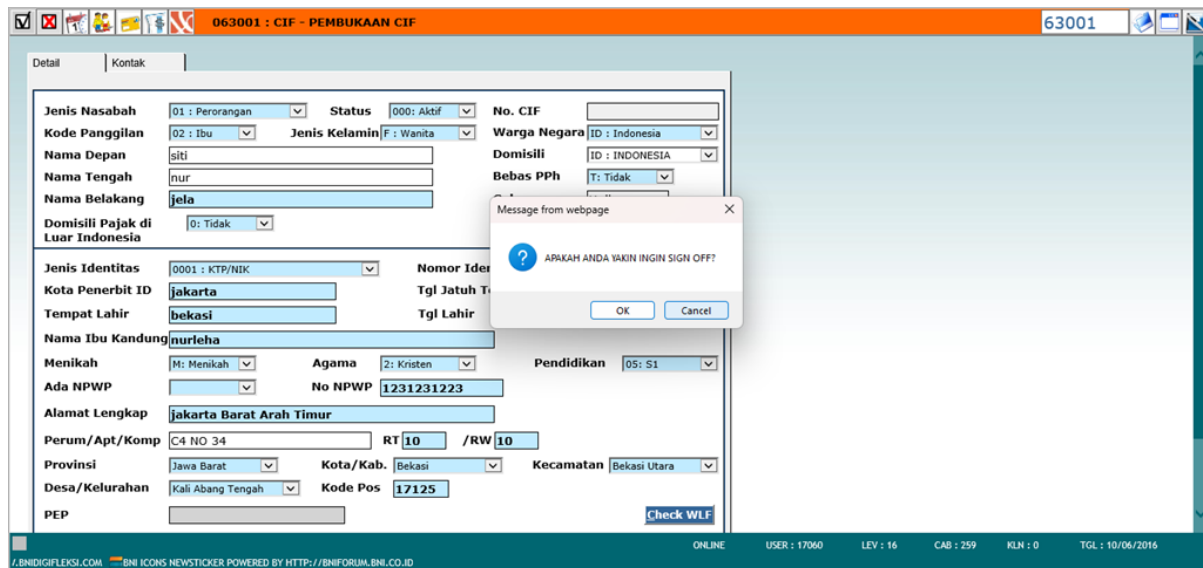 063001 : CIF - PEMBUKAAN CIF 63001
Detail Kontak
Jenis Nasabah 01 : Perorangan Status 000: Aktif No. CIF
Kode Panggilan 02 : Ibu Jenis Kelamin F : Wanita Warga Negara ID : Indonesia
Nama Depan siti Domisili ID : INDONESIA
Nama Tengah nur Bebas PPh T: Tidak
Nama Belakang jela
Domisili Pajak di 0: Tidak
Luar Indonesia
Message from webpage
APAKAH ANDA YAKIN INGIN SIGN OFF?
OK Cancel
Jenis Identitas 0001 : KTP/NIK Nomor Iden
Kota Penerbit ID jakarta Tgl Jatuh T
Tempat Lahir bekasi Tgl Lahir
Nama Ibu Kandung nurleha
Menikah M: Menikah Agama 2: Kristen Pendidikan 05: S1
Ada NPWP No NPWP 1231231223
Alamat Lengkap jakarta Barat Arah Timur
Perum/Apt/Komp C4 NO 34 RT 10 /RW 10
Provinsi Jawa Barat Kota/Kab. Bekasi Kecamatan Bekasi Utara
Desa/Kelurahan Kali Abang Tengah Kode Pos 17125
PEP Check WLF
ONLINE USER : 17060 LEV : 16 CAB : 259 KLN : 0 TGL : 10/06/2016
/.BNIDIGIFLEKSI.COM BNI ICONS NEWSTICKER POWERED BY HTTP://BNIFORUM.BNI.CO.ID